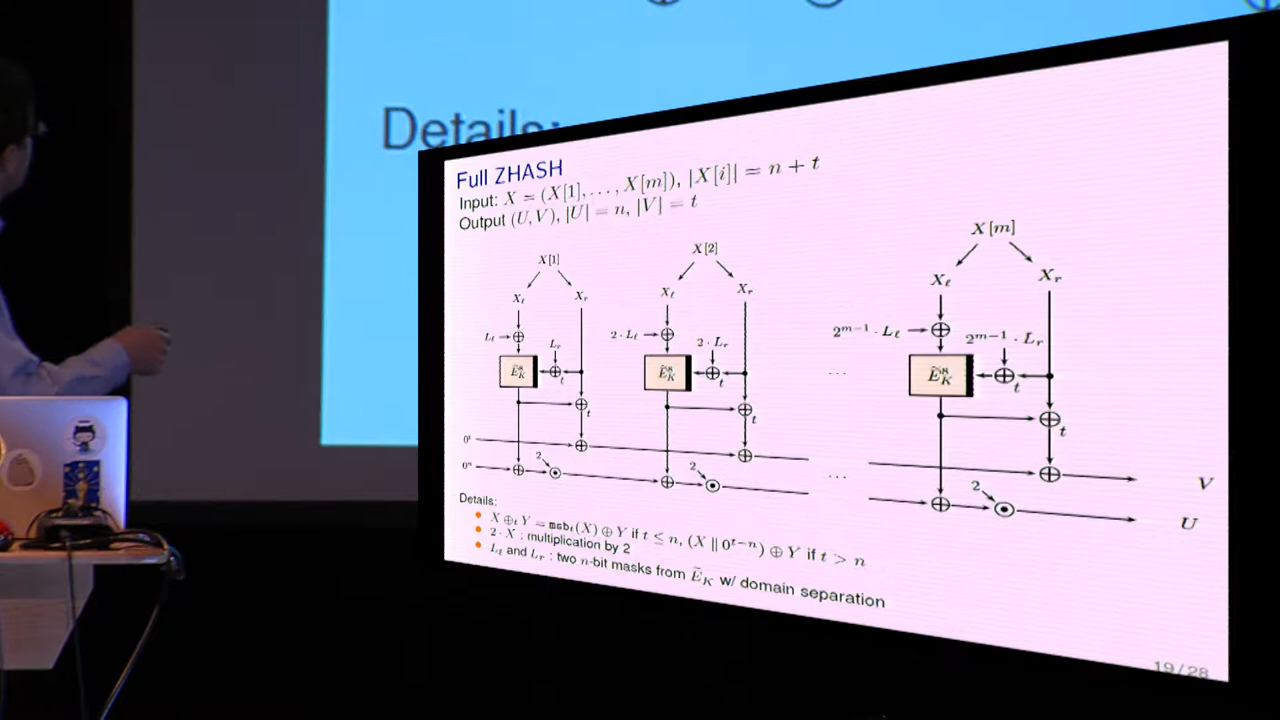 Details:
Full ZHASH
Input: X = (X[1], . . . , X[m]), |X[i]| = n + t
Output (U, V), |U| = n, |V| = t
X[1] X[2] X[m]
Xℓ Xr Xℓ Xr Xℓ Xr
Lℓ Lr 2 · Lℓ 2 · Lr 2^{m−1} · Lℓ 2^{m−1} · Lr
t t . . . t
t t t
0^t V
0^n 2 2 . . . 2 U
Details:
X ⊕t Y = msbt(X) ⊕ Y if t ≤ n, (X ∥ 0^{t−n}) ⊕ Y if t > n
2 · X : multiplication by 2
Lℓ and Lr : two n-bit masks from ẼK w/ domain separation
19/28